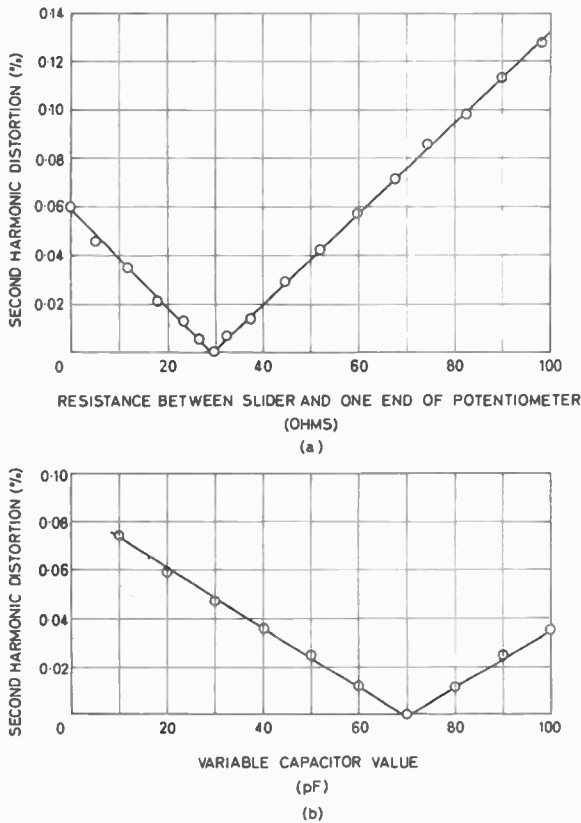 0·14
0·12
0·10
0·08
0·06
0·04
0·02
SECOND HARMONIC DISTORTION (%)
0 20 40 60 80 100
RESISTANCE BETWEEN SLIDER AND ONE END OF POTENTIOMETER
(OHMS)
(a)
0·10
0·08
0·06
0·04
0·02
SECOND HARMONIC DISTORTION (%)
0 20 40 60 80 100
VARIABLE CAPACITOR VALUE
(pF)
(b)